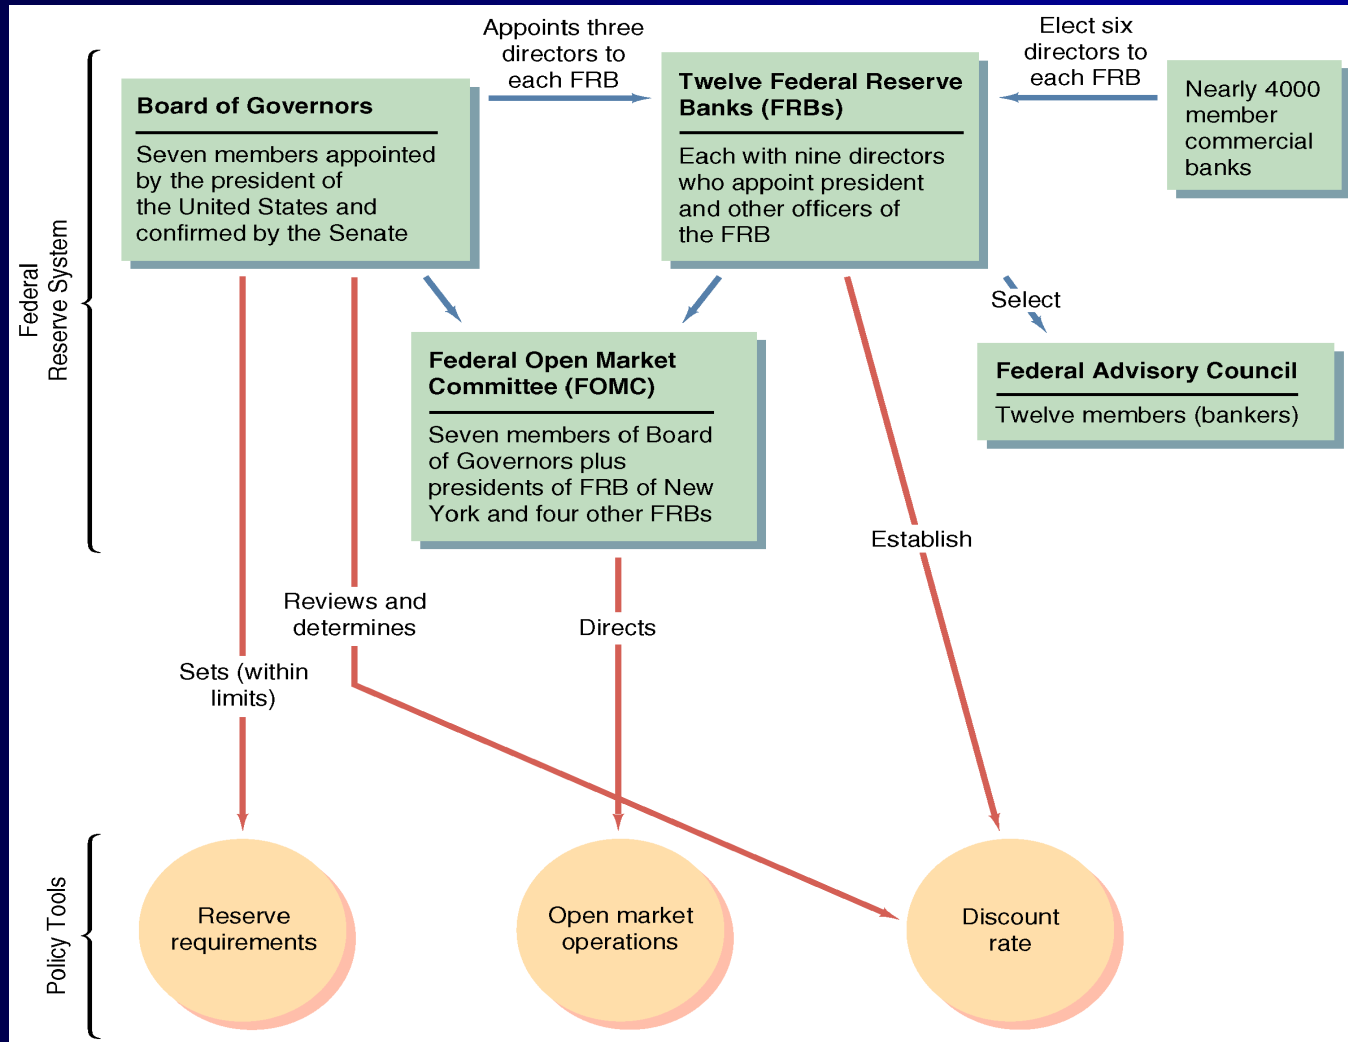 Appoints three
directors to
each FRB
Elect six
directors to
each FRB
Board of Governors
Seven members appointed
by the president of
the United States and
confirmed by the Senate
Twelve Federal Reserve
Banks (FRBs)
Each with nine directors
who appoint president
and other officers of
the FRB
Nearly 4000
member
commercial
banks
Federal
Reserve System
Select
Federal Open Market
Committee (FOMC)
Seven members of Board
of Governors plus
presidents of FRB of New
York and four other FRBs
Federal Advisory Council
Twelve members (bankers)
Establish
Reviews and
determines
Directs
Sets (within
limits)
Policy Tools
Reserve
requirements
Open market
operations
Discount
rate